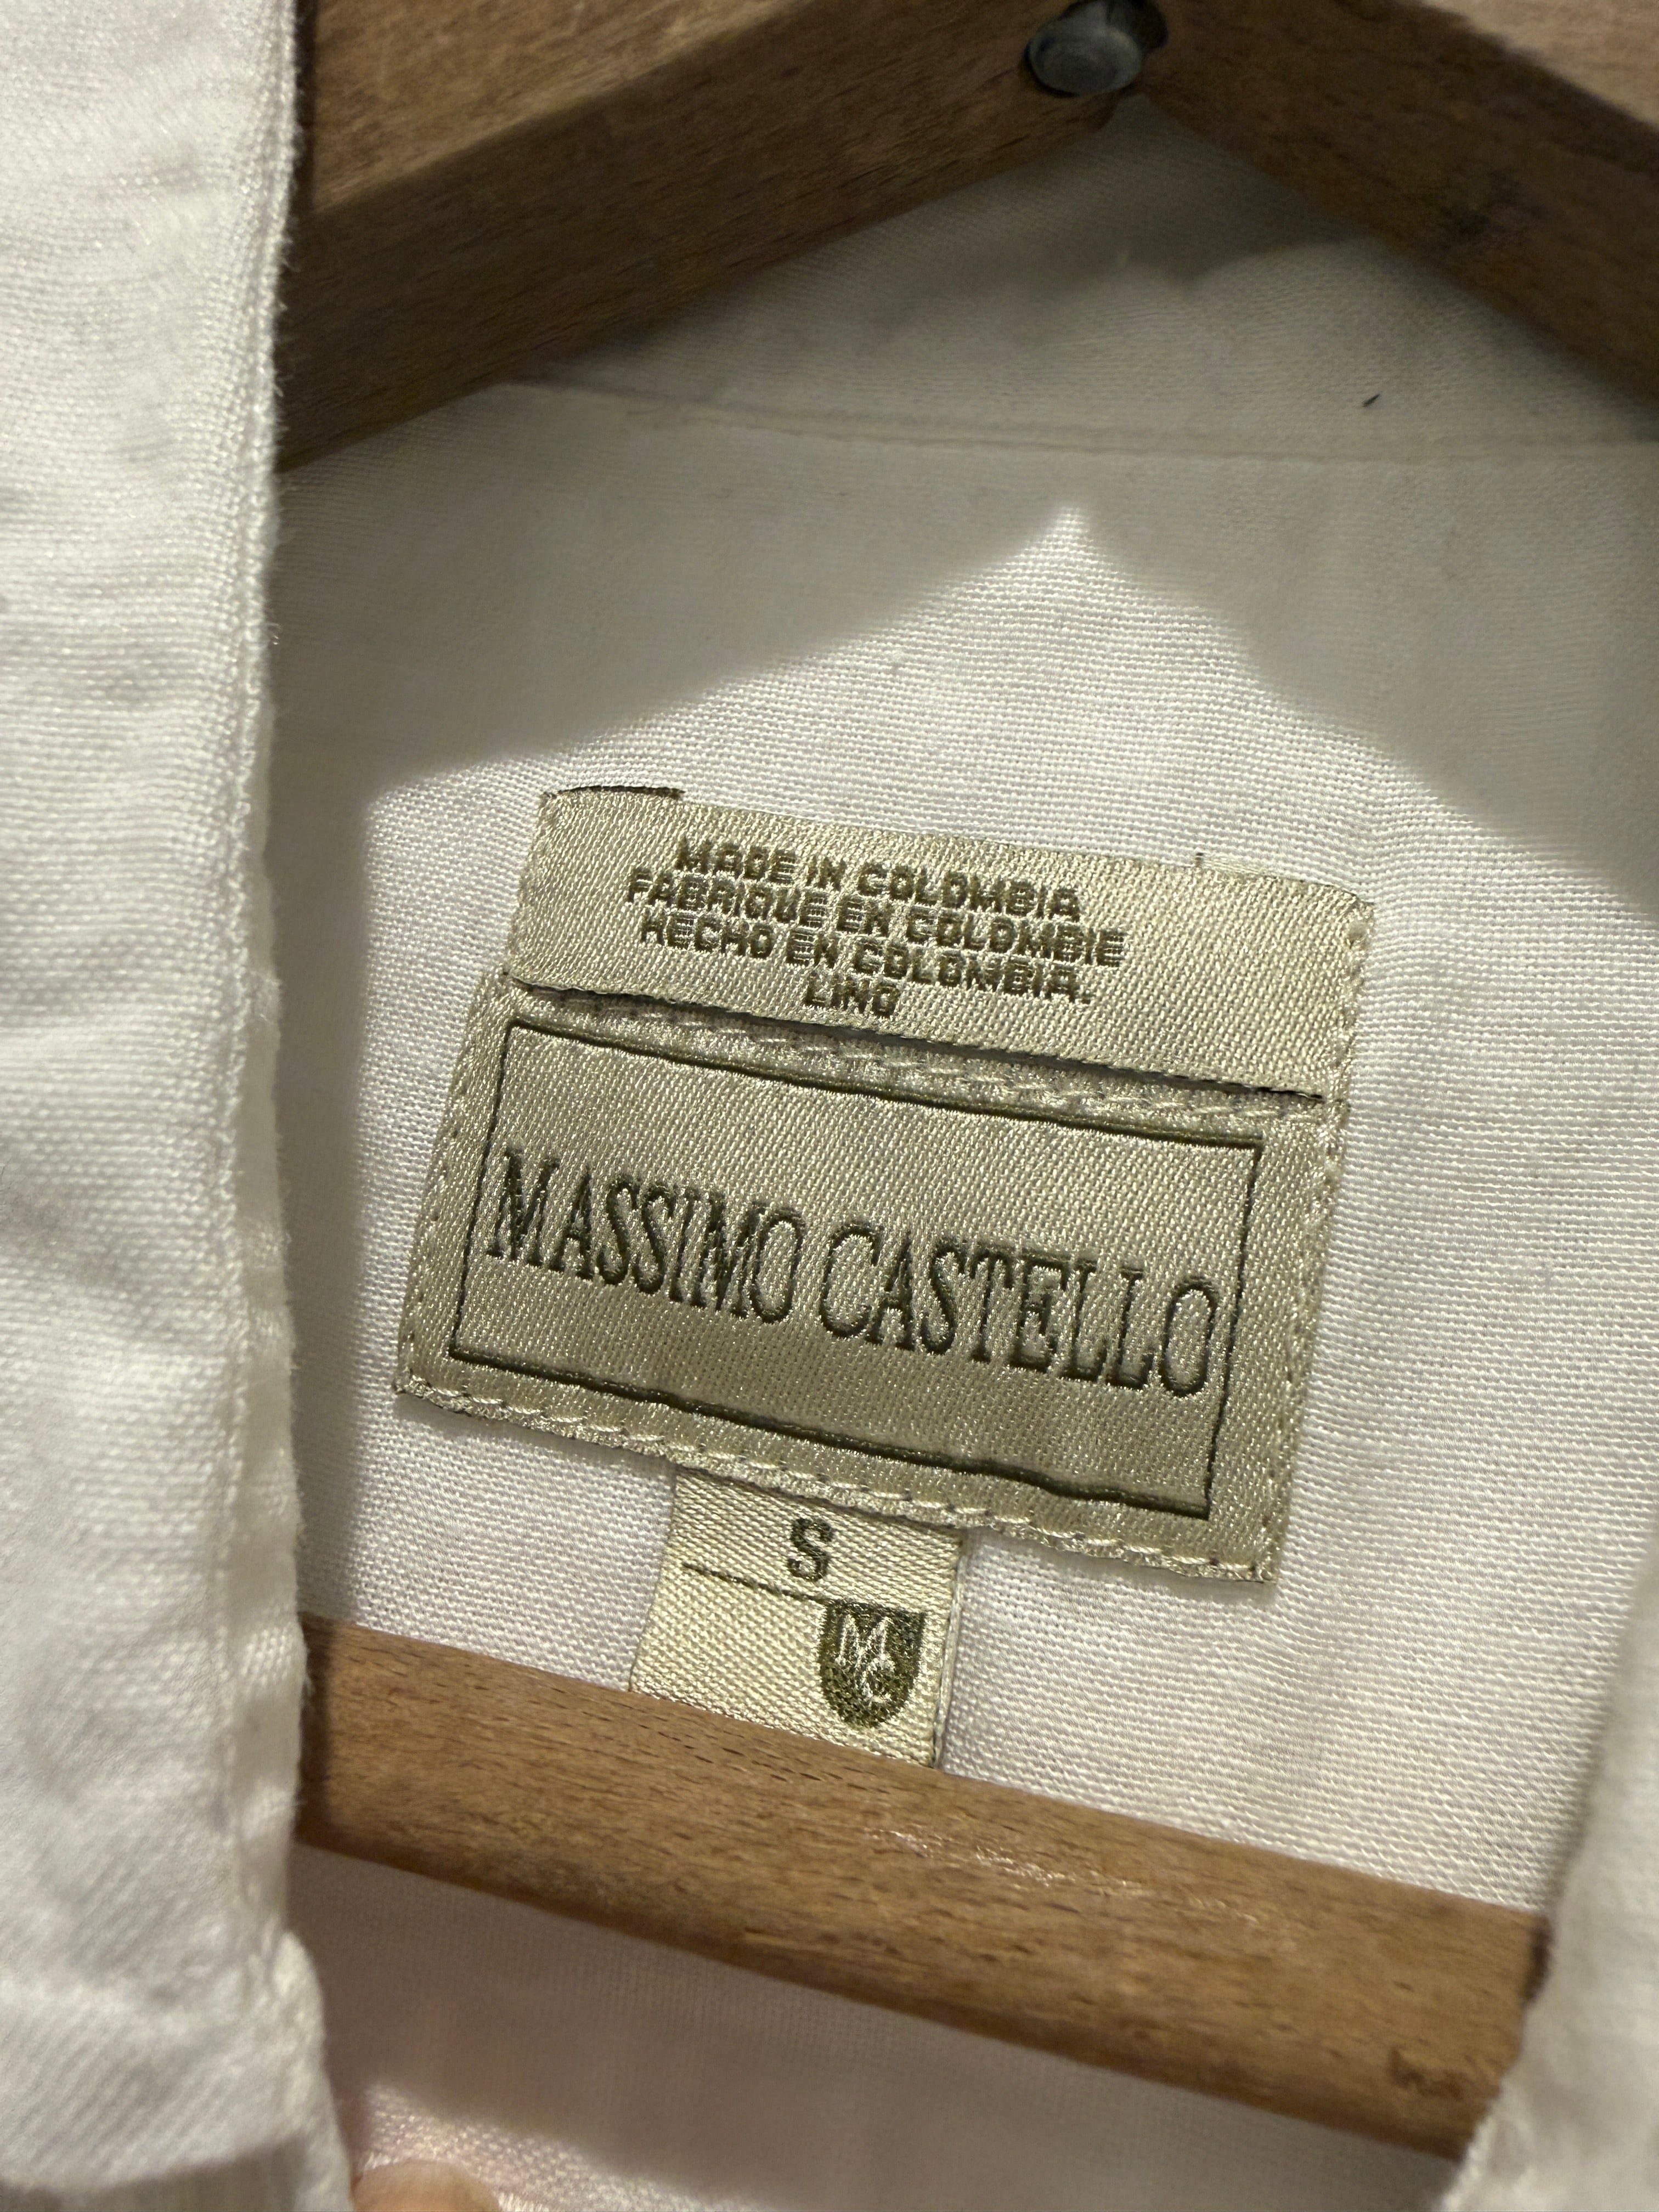 MADE IN COLOMBIA
FABRIQUE EN COLOMBIE
HECHO EN COLOMBIA.
LINO
MASSIMO CASTELLO
S
MC